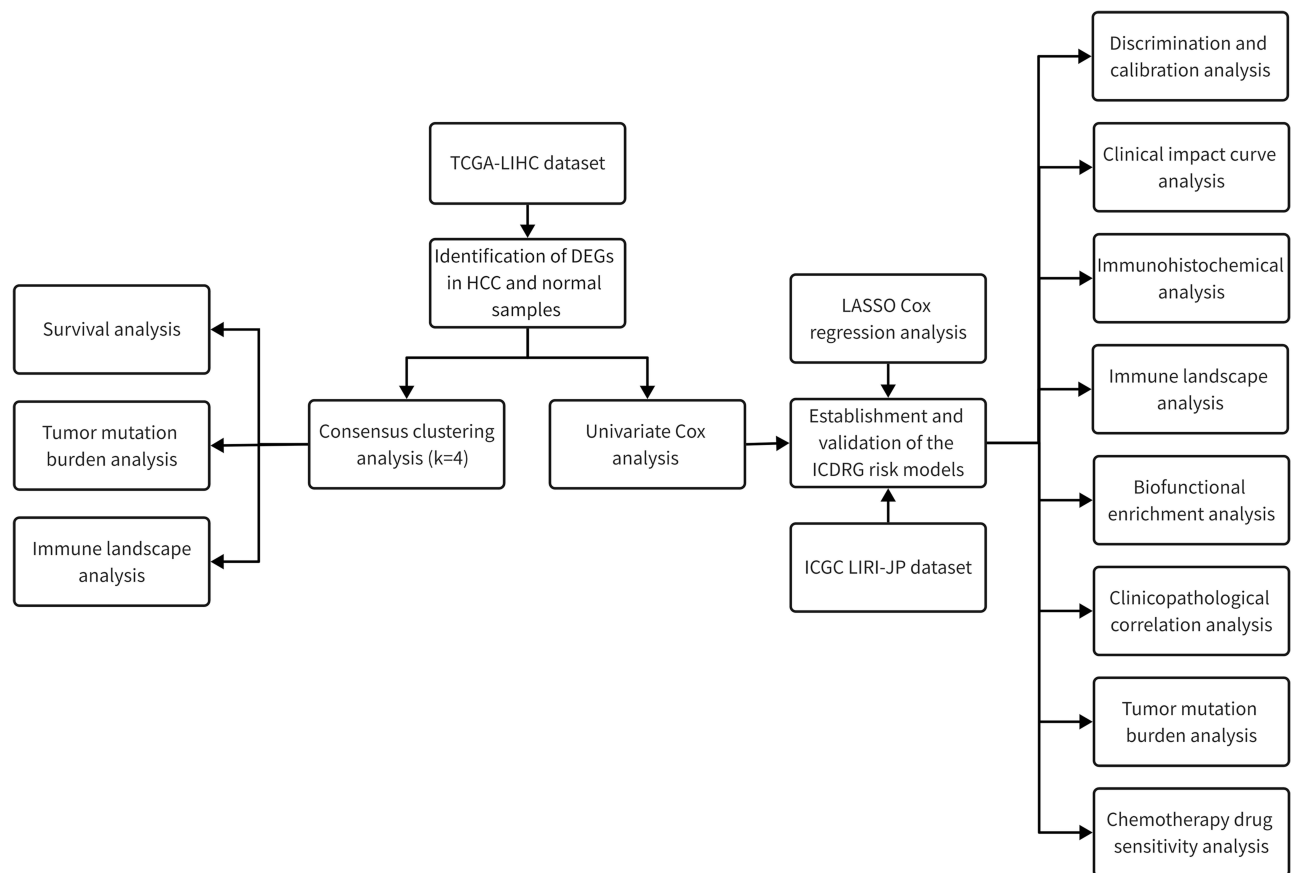 TCGA-LIHC dataset
Identification of DEGs
in HCC and normal
samples
Survival analysis
Tumor mutation
burden analysis
Immune landscape
analysis
Consensus clustering
analysis (k=4)
Univariate Cox
analysis
LASSO Cox
regression analysis
Establishment and
validation of the
ICDRG risk models
ICGC LIRI-JP dataset
Discrimination and
calibration analysis
Clinical impact curve
analysis
Immunohistochemical
analysis
Immune landscape
analysis
Biofunctional
enrichment analysis
Clinicopathological
correlation analysis
Tumor mutation
burden analysis
Chemotherapy drug
sensitivity analysis